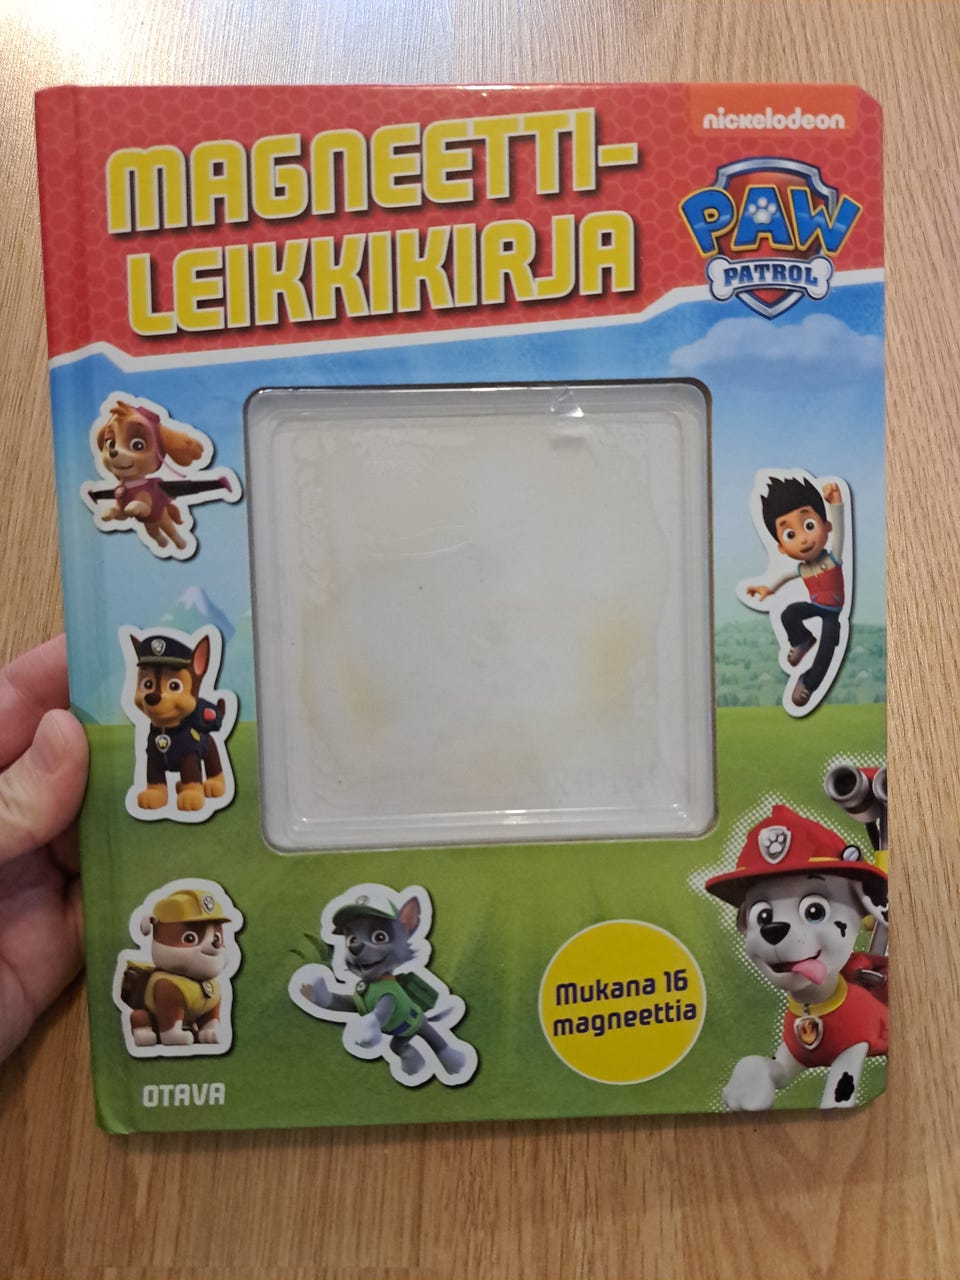 nickelodeon
MAGNEETTI-
LEIKKIKIRJA
PAW
PATROL
Mukana 16
magneettia
OTAVA